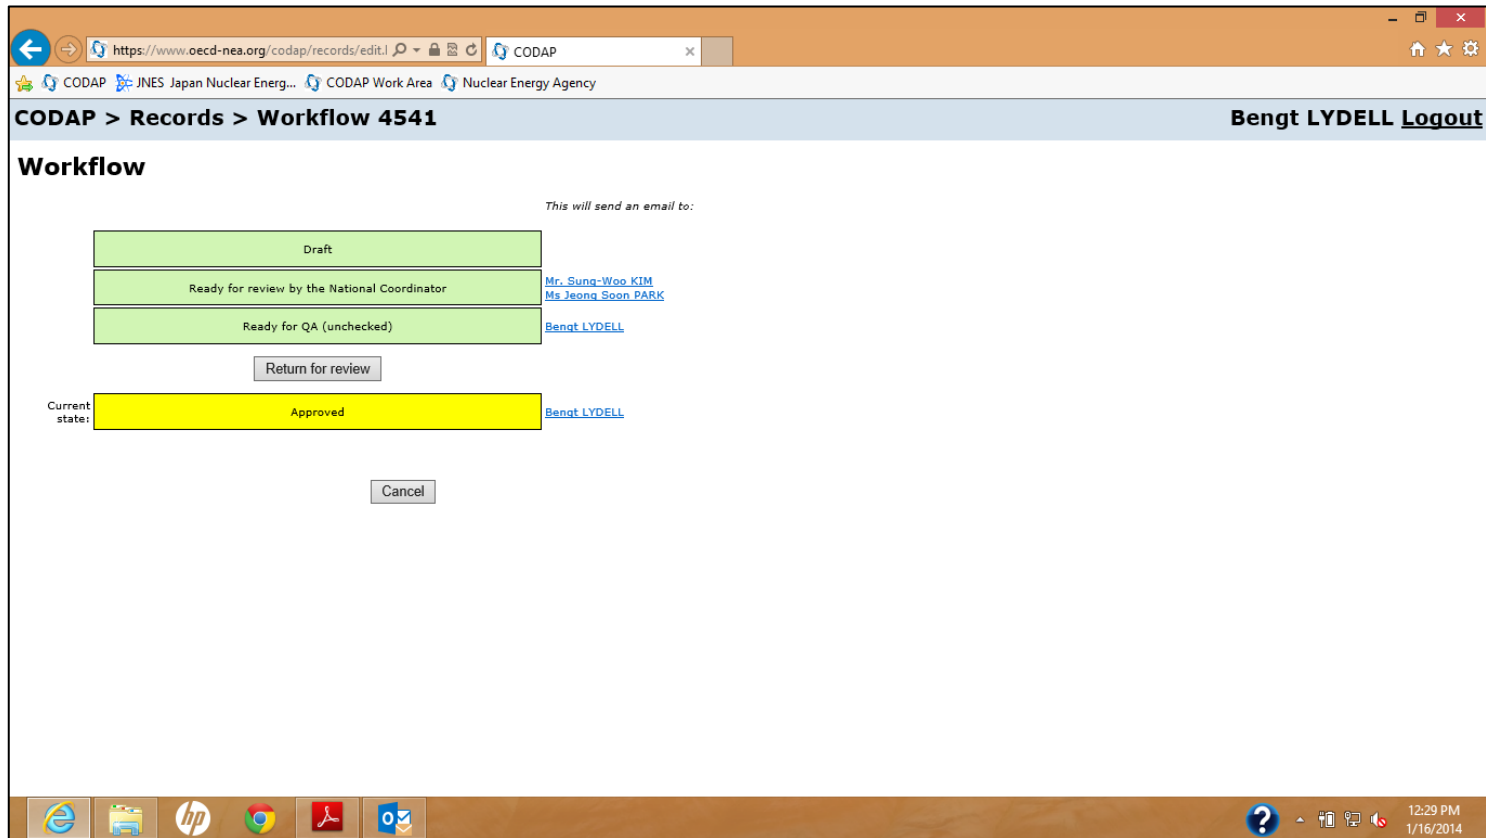 https://www.oecd-nea.org/codap/records/edit.l
CODAP
CODAP JNES Japan Nuclear Energ... CODAP Work Area Nuclear Energy Agency
CODAP > Records > Workflow 4541 Bengt LYDELL Logout
Workflow
This will send an email to:
Draft
Ready for review by the National Coordinator
Mr. Sung-Woo KIM
Ms Jeong Soon PARK
Ready for QA (unchecked) Bengt LYDELL
Return for review
Current
state:
Approved Bengt LYDELL
Cancel
hp
12:29 PM
1/16/2014